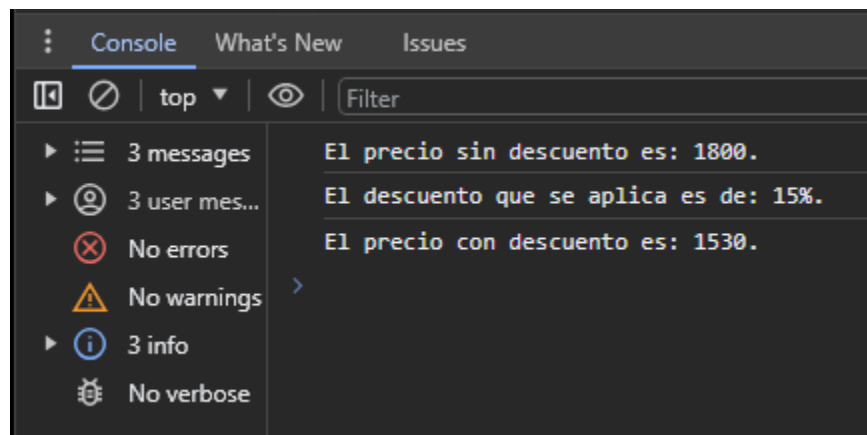 Console What's New Issues
top Filter
3 messages
3 user mes...
No errors
No warnings
3 info
No verbose
El precio sin descuento es: 1800.
El descuento que se aplica es de: 15%.
El precio con descuento es: 1530.